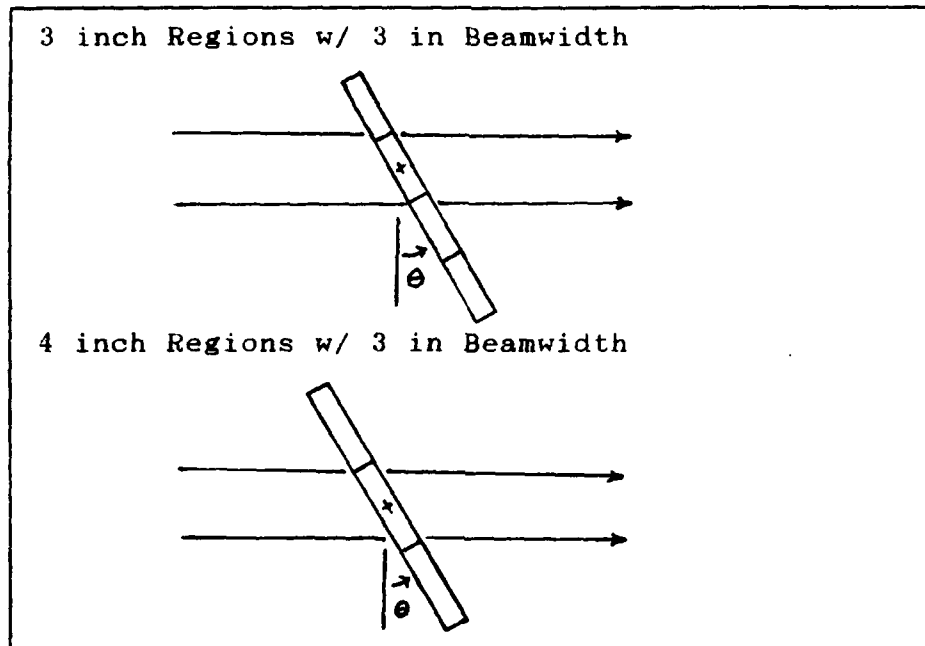 3 inch Regions w/ 3 in Beamwidth
θ
4 inch Regions w/ 3 in Beamwidth
θ